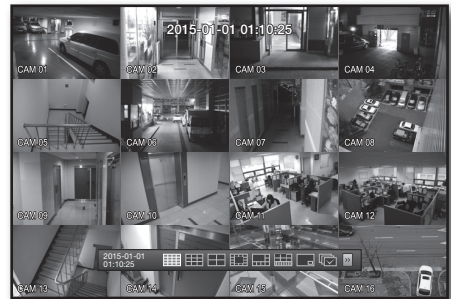 2015-01-01 01:10:25
CAM 01
CAM 02
CAM 03
CAM 04
CAM 05
CAM 06
CAM 07
CAM 08
CAM 09
CAM 10
CAM 11
CAM 12
2015-01-01
01:10:25
CAM 13
CAM 14
CAM 15
CAM 16